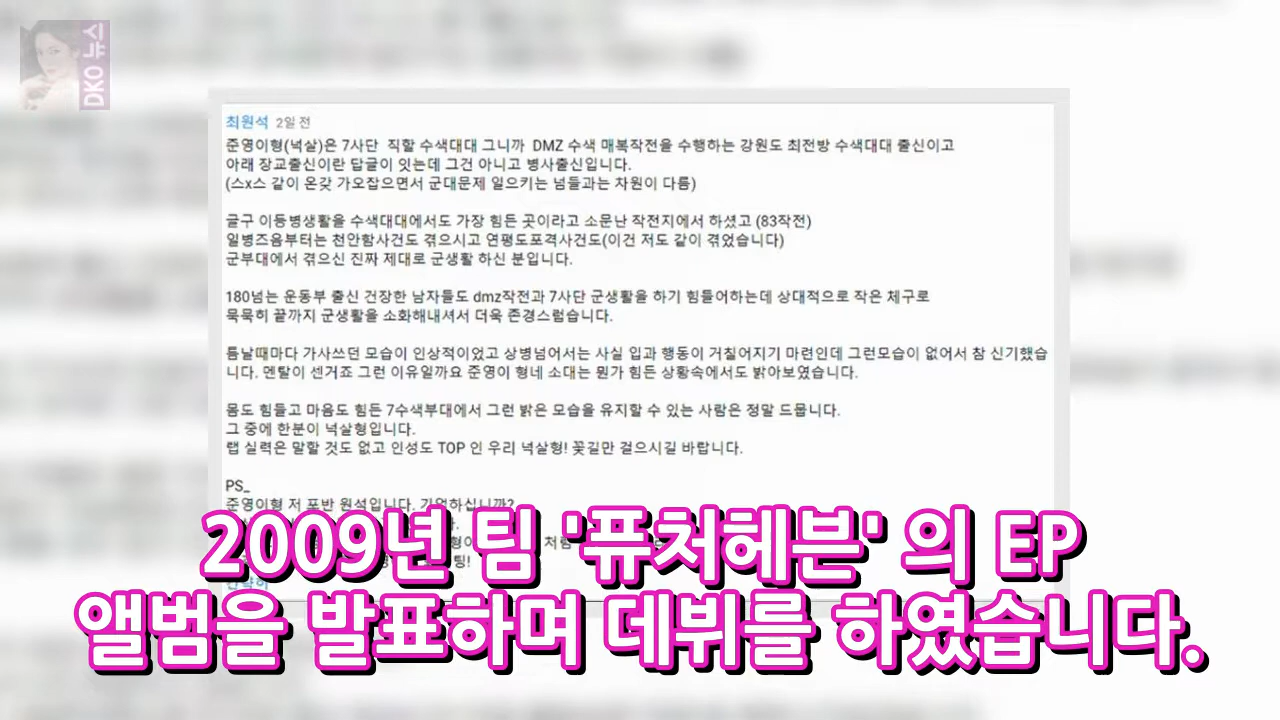 DKO 뉴스
최원석 2일 전
준영이형(넉살)은 7사단 직할 수색대대 그니까 DMZ 수색 매복작전을 수행하는 강원도 최전방 수색대대 출신이고
아래 장교출신이란 답글이 잇는데 그건 아니고 병사출신입니다.
(스x스 같이 온갖 가오잡으면서 군대문제 일으키는 넘들과는 차원이 다름)
글구 이등병생활을 수색대대에서도 가장 힘든 곳이라고 소문난 작전지에서 하셨고 (83작전)
일병즈음부터는 천안함사건도 겪으시고 연평도포격사건도(이건 저도 같이 겪었습니다)
군부대에서 겪으신 진짜 제대로 군생활 하신 분입니다.
180넘는 운동부 출신 건장한 남자들도 dmz작전과 7사단 군생활을 하기 힘들어하는데 상대적으로 작은 체구로
묵묵히 끝까지 군생활을 소화해내셔서 더욱 존경스럽습니다.
틈날때마다 가사쓰던 모습이 인상적이었고 상병넘어서는 사실 입과 행동이 거칠어지기 마련인데 그런모습이 없어서 참 신기했습
니다. 멘탈이 센거죠 그런 이유일까요 준영이 형네 소대는 뭔가 힘든 상황속에서도 밝아보였습니다.
몸도 힘들고 마음도 힘든 7수색부대에서 그런 밝은 모습을 유지할 수 있는 사람은 정말 드뭅니다.
그 중에 한분이 넉살형입니다.
랩 실력은 말할 것도 없고 인성도 TOP 인 우리 넉살형! 꽃길만 걸으시길 바랍니다.
PS_
준영이형 저 포반 원석입니다. 기억하십니까?
2009년 팀 '퓨처헤븐' 의 EP
앨범을 발표하며 데뷔를 하였습니다.